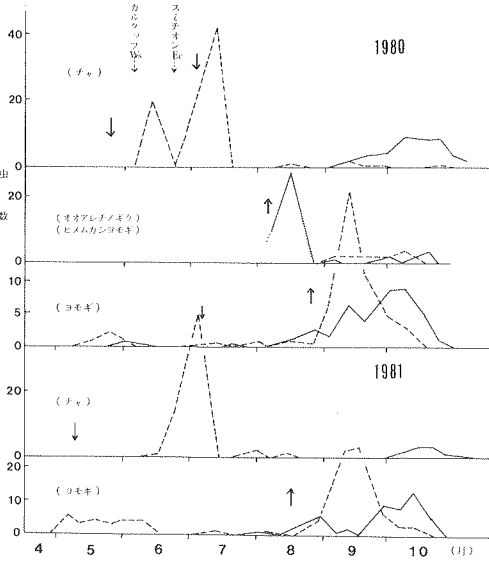 カルタップ Ws
スミチオン Ec
40
1980
(チャ)
20
0
虫
数
20
(オオアレチノギク)
(ヒメムカシヨモギ)
0
10
(ヨモギ)
5
0
1981
20
(チャ)
0
20
(ヨモギ)
10
0
4 5 6 7 8 9 10 (月)